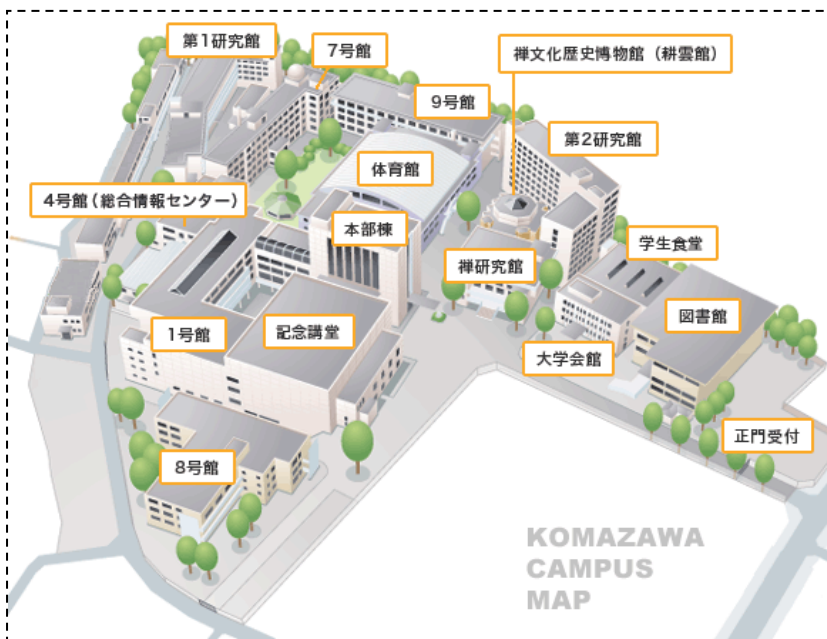 第1研究館
7号館
禅文化歴史博物館（耕雲館）
9号館
第2研究館
体育館
4号館（総合情報センター）
本部棟
学生食堂
禅研究館
図書館
1号館
記念講堂
大学会館
正門受付
8号館
KOMAZAWA
CAMPUS
MAP